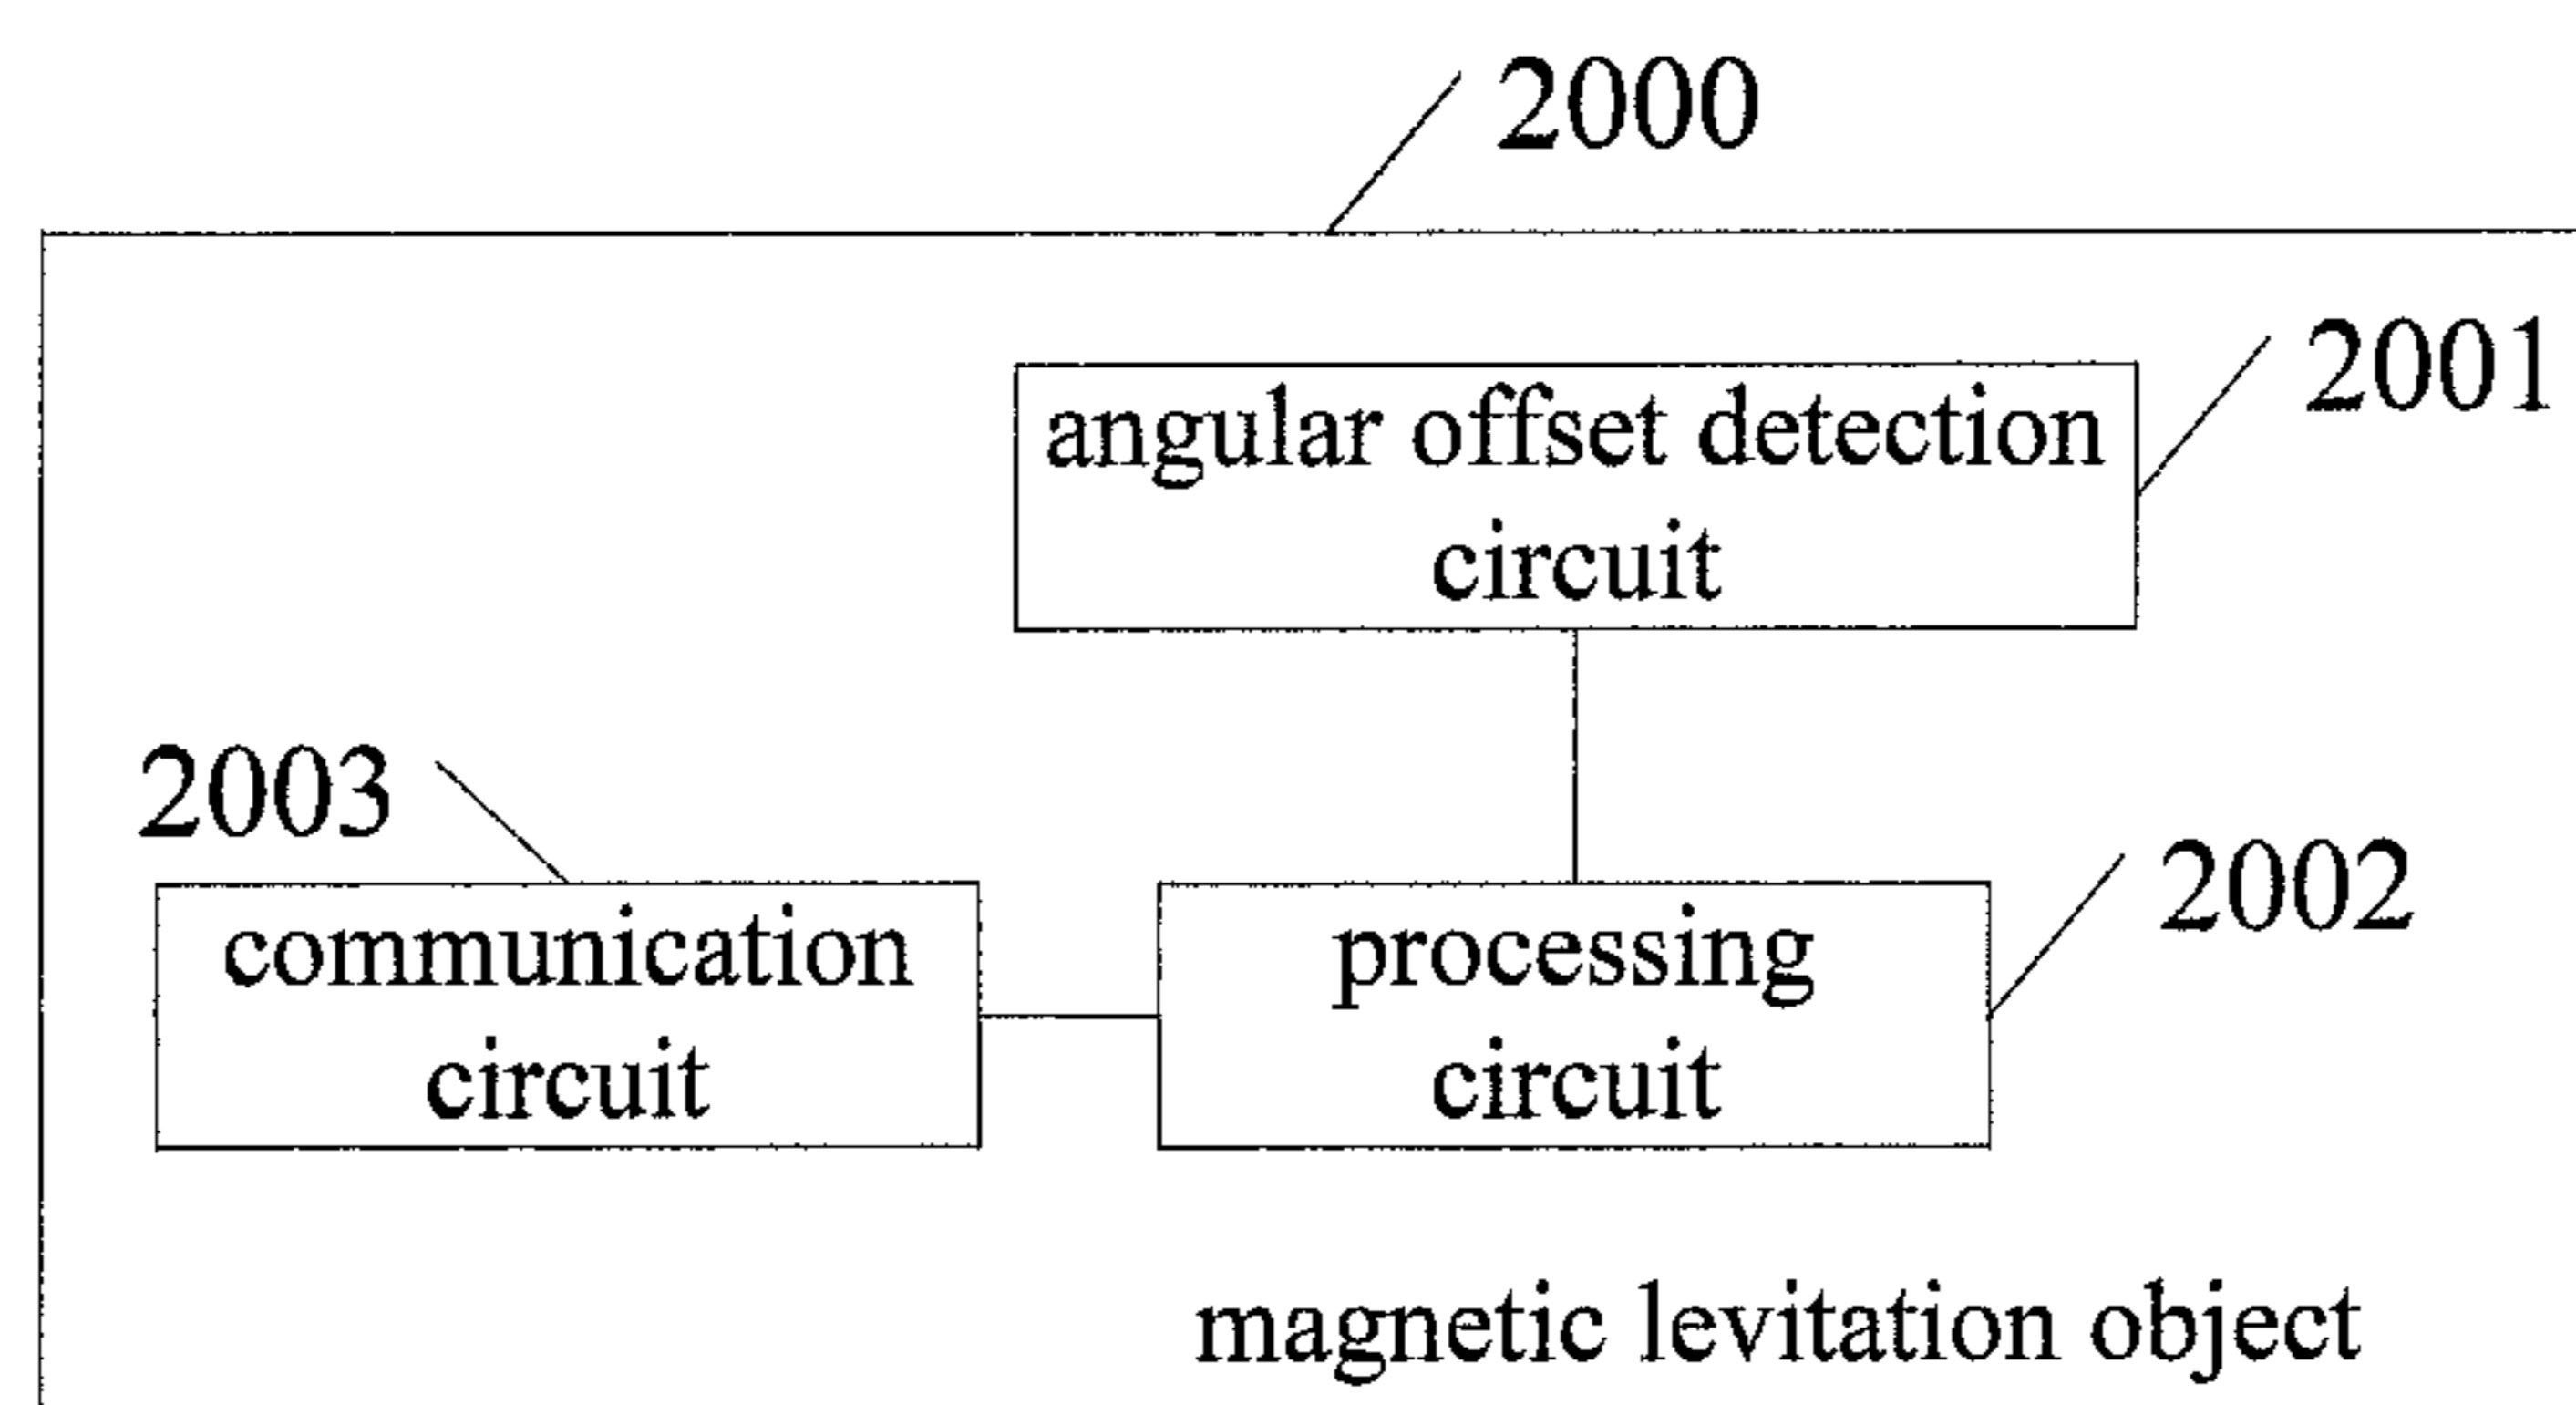 2000
2001
angular offset detection
circuit
2003
2002
communication
circuit
processing
circuit
magnetic levitation object